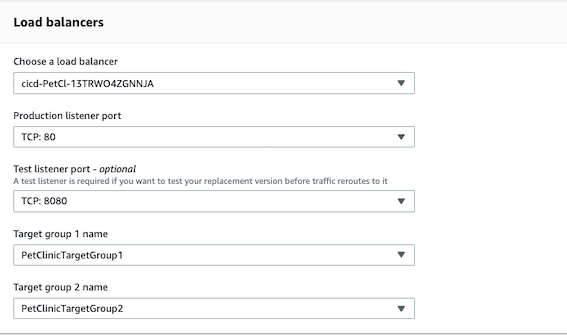 Load balancers
Choose a load balancer
cicd-PetCl-13TRWO4ZGNNJA
Production listener port
TCP: 80
Test listener port - optional
A test listener is required if you want to test your replacement version before traffic reroutes to it
TCP: 8080
Target group 1 name
PetClinicTargetGroup1
Target group 2 name
PetClinicTargetGroup2